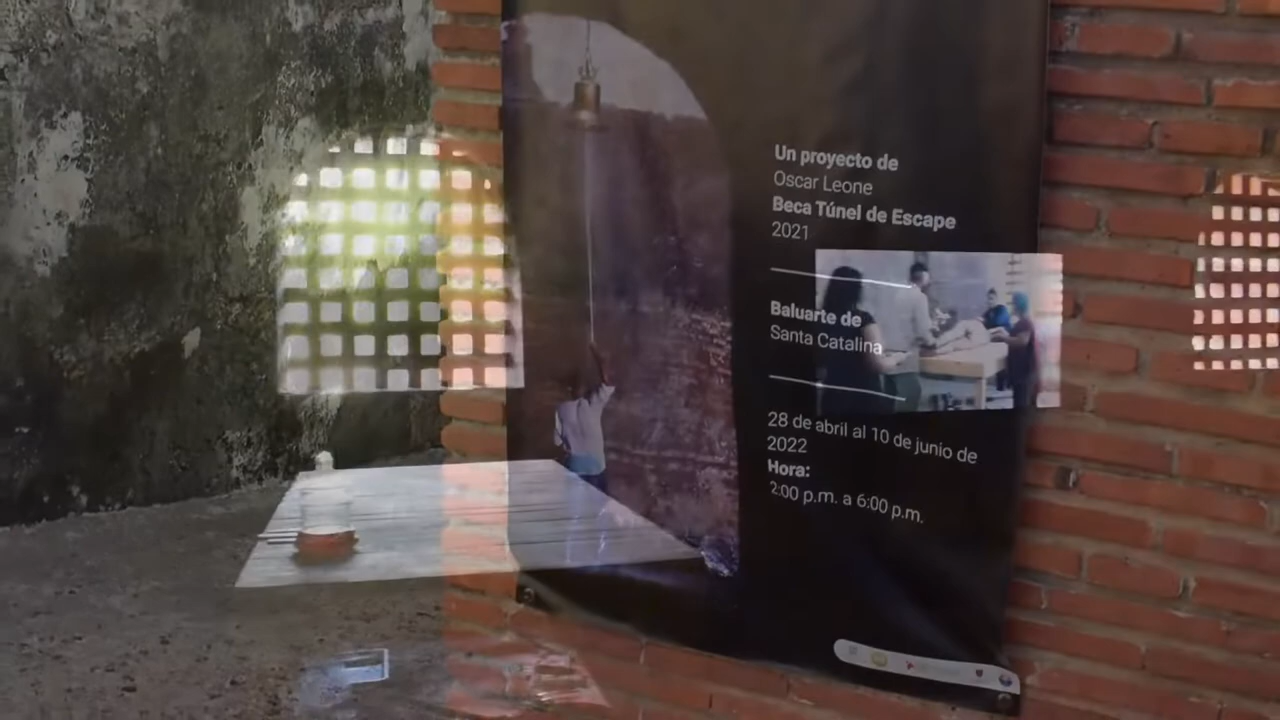 Un proyecto de
Oscar Leone
Beca Túnel de Escape
2021
Baluarte de
Santa Catalina
28 de abril al 10 de junio de
2022
Hora:
2:00 p.m. a 6:00 p.m.